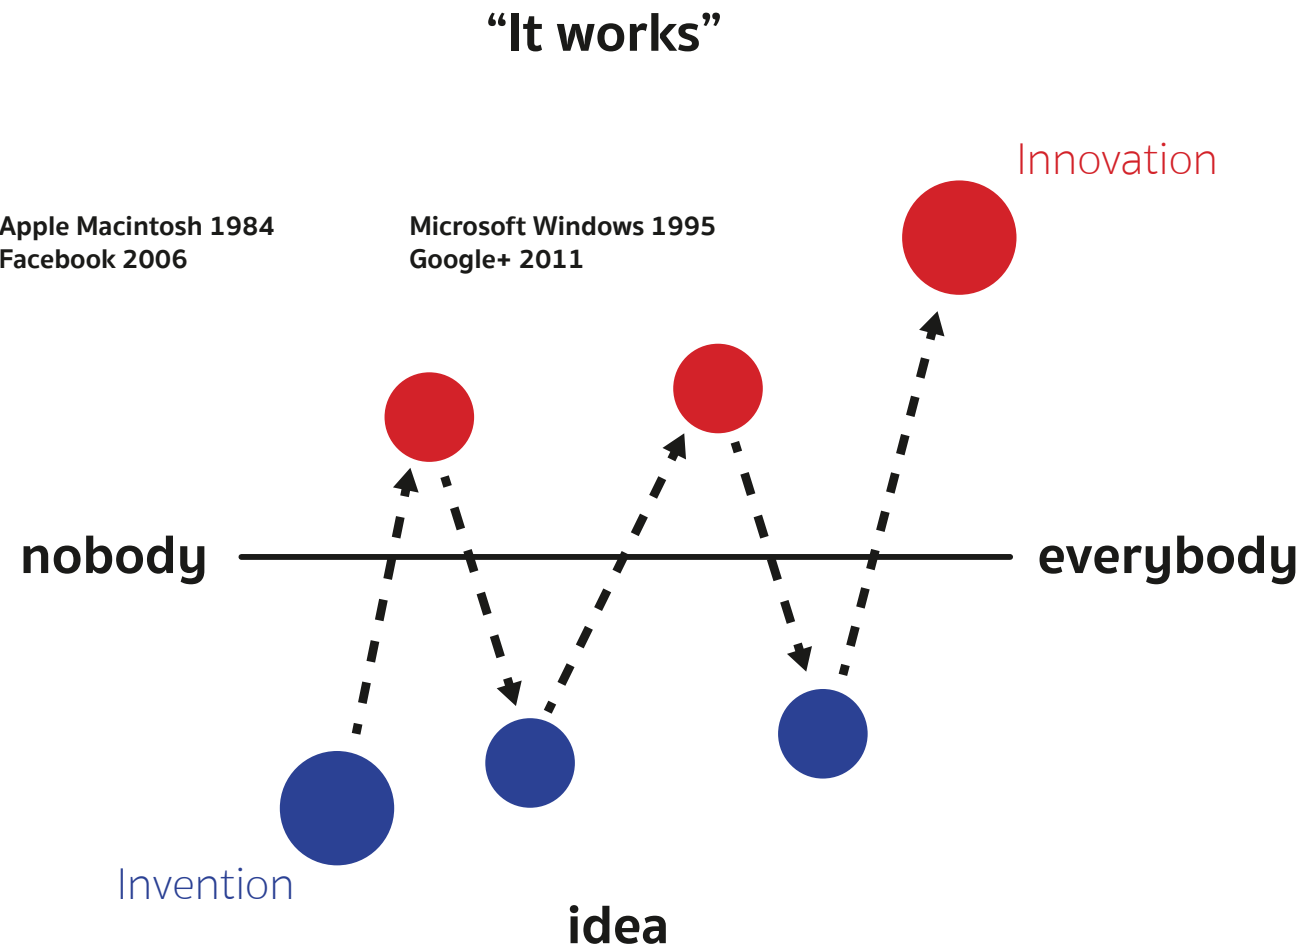 “It works”
Innovation
Apple Macintosh 1984
Facebook 2006
Microsoft Windows 1995
Google+ 2011
nobody
everybody
Invention
idea